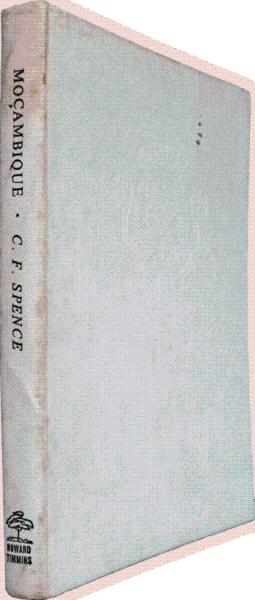 MOÇAMBIQUE • C. F. SPENCE
HOWARD
TIMMINS